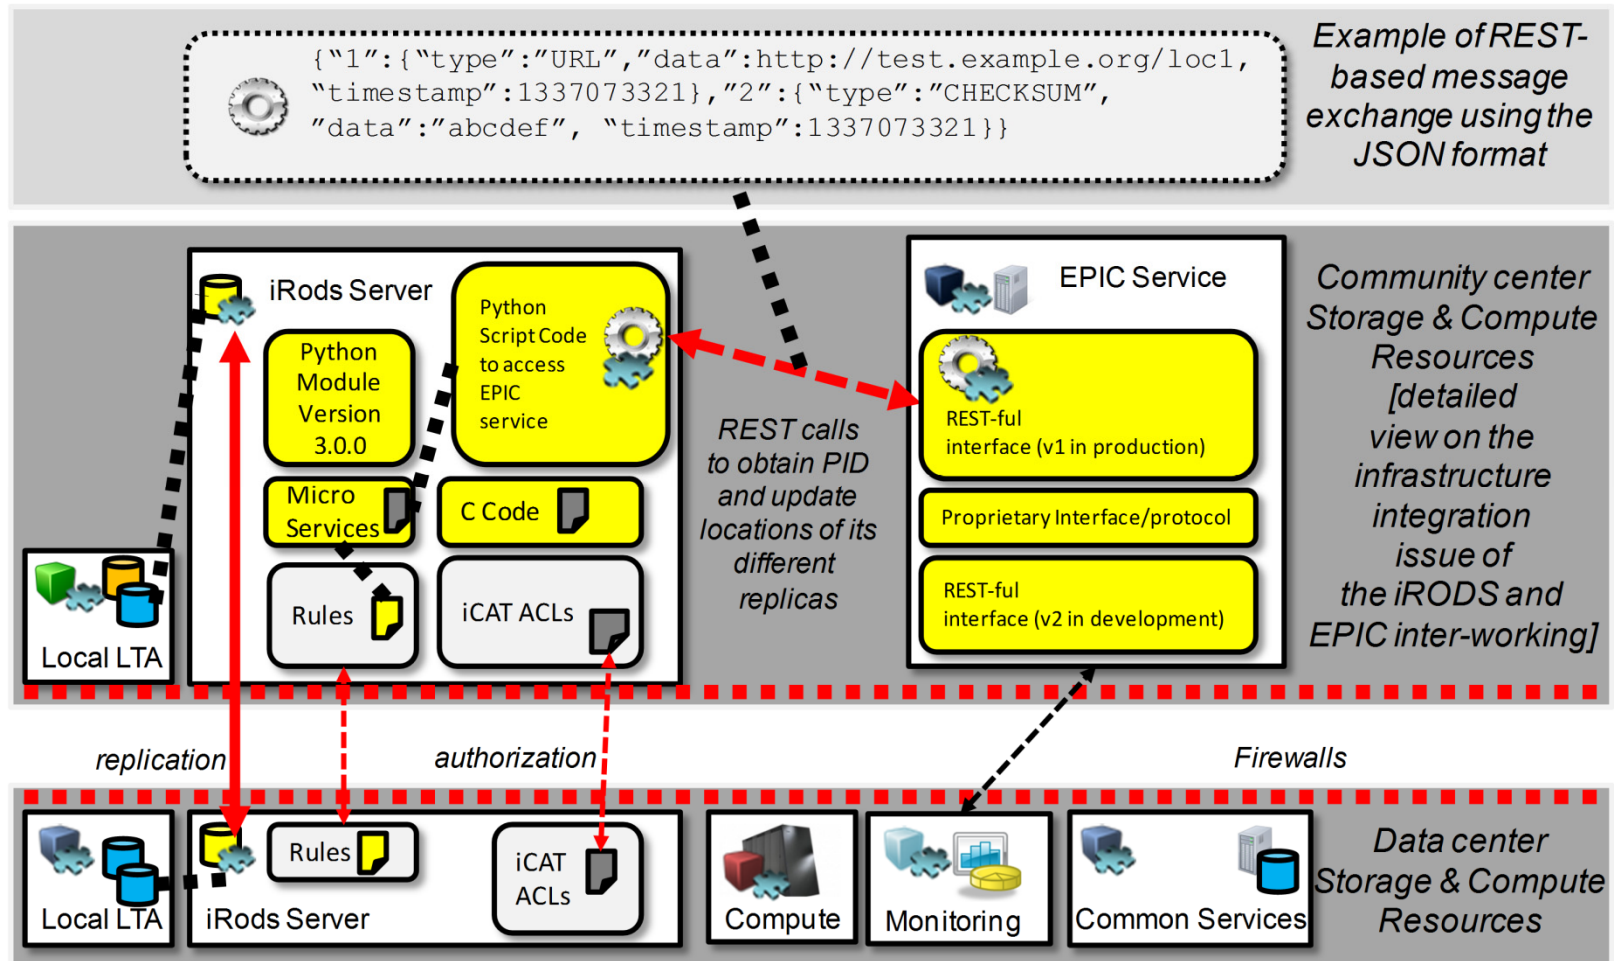 {“1”:{“type”:”URL”,”data”:http://test.example.org/loc1,
“timestamp”:1337073321},”2”:{“type”:”CHECKSUM”,
”data”:”abcdef”, “timestamp”:1337073321}}
Example of REST-
based message
exchange using the
JSON format
iRods Server
Python
Module
Version
3.0.0
Python
Script Code
to access
EPIC
service
Micro
Services
C Code
Rules
iCAT ACLs
Local LTA
REST calls
to obtain PID
and update
locations of its
different
replicas
EPIC Service
REST-ful
interface (v1 in production)
Proprietary Interface/protocol
REST-ful
interface (v2 in development)
Community center
Storage & Compute
Resources
[detailed
view on the
infrastructure
integration
issue of
the iRODS and
EPIC inter-working]
replication
authorization
Firewalls
Local LTA
iRods Server
Rules
iCAT
ACLs
Compute
Monitoring
Common Services
Data center
Storage & Compute
Resources